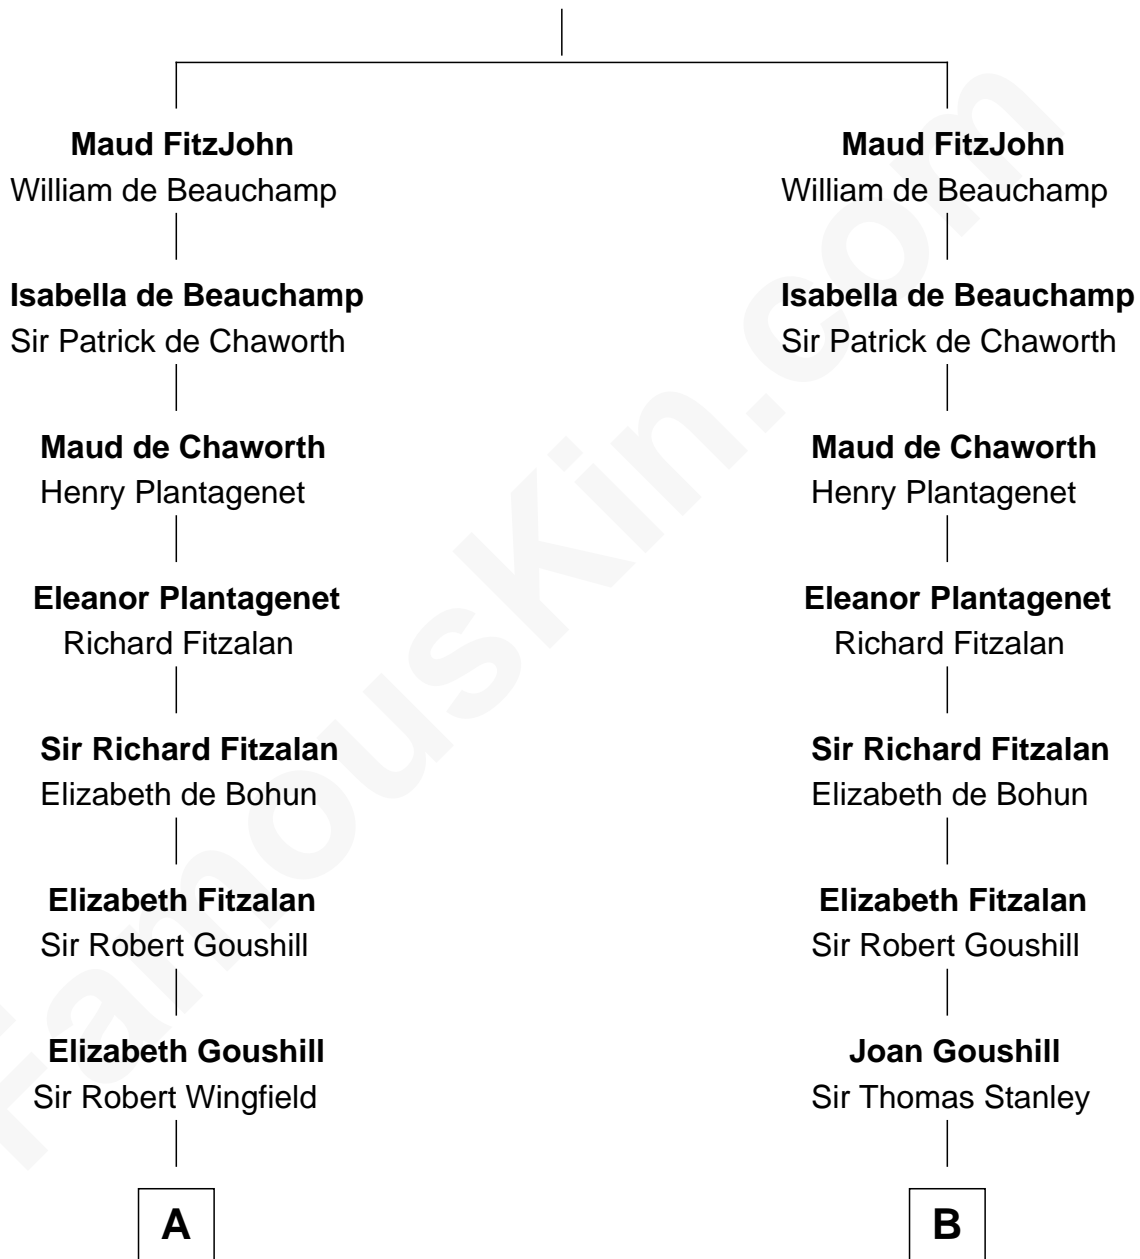 Maud FitzJohn
William de Beauchamp
Isabella de Beauchamp
Sir Patrick de Chaworth
Maud de Chaworth
Henry Plantagenet
Eleanor Plantagenet
Richard Fitzalan
Sir Richard Fitzalan
Elizabeth de Bohun
Elizabeth Fitzalan
Sir Robert Goushill
Elizabeth Goushill
Sir Robert Wingfield
A
Maud FitzJohn
William de Beauchamp
Isabella de Beauchamp
Sir Patrick de Chaworth
Maud de Chaworth
Henry Plantagenet
Eleanor Plantagenet
Richard Fitzalan
Sir Richard Fitzalan
Elizabeth de Bohun
Elizabeth Fitzalan
Sir Robert Goushill
Joan Goushill
Sir Thomas Stanley
B
FamousKin.com